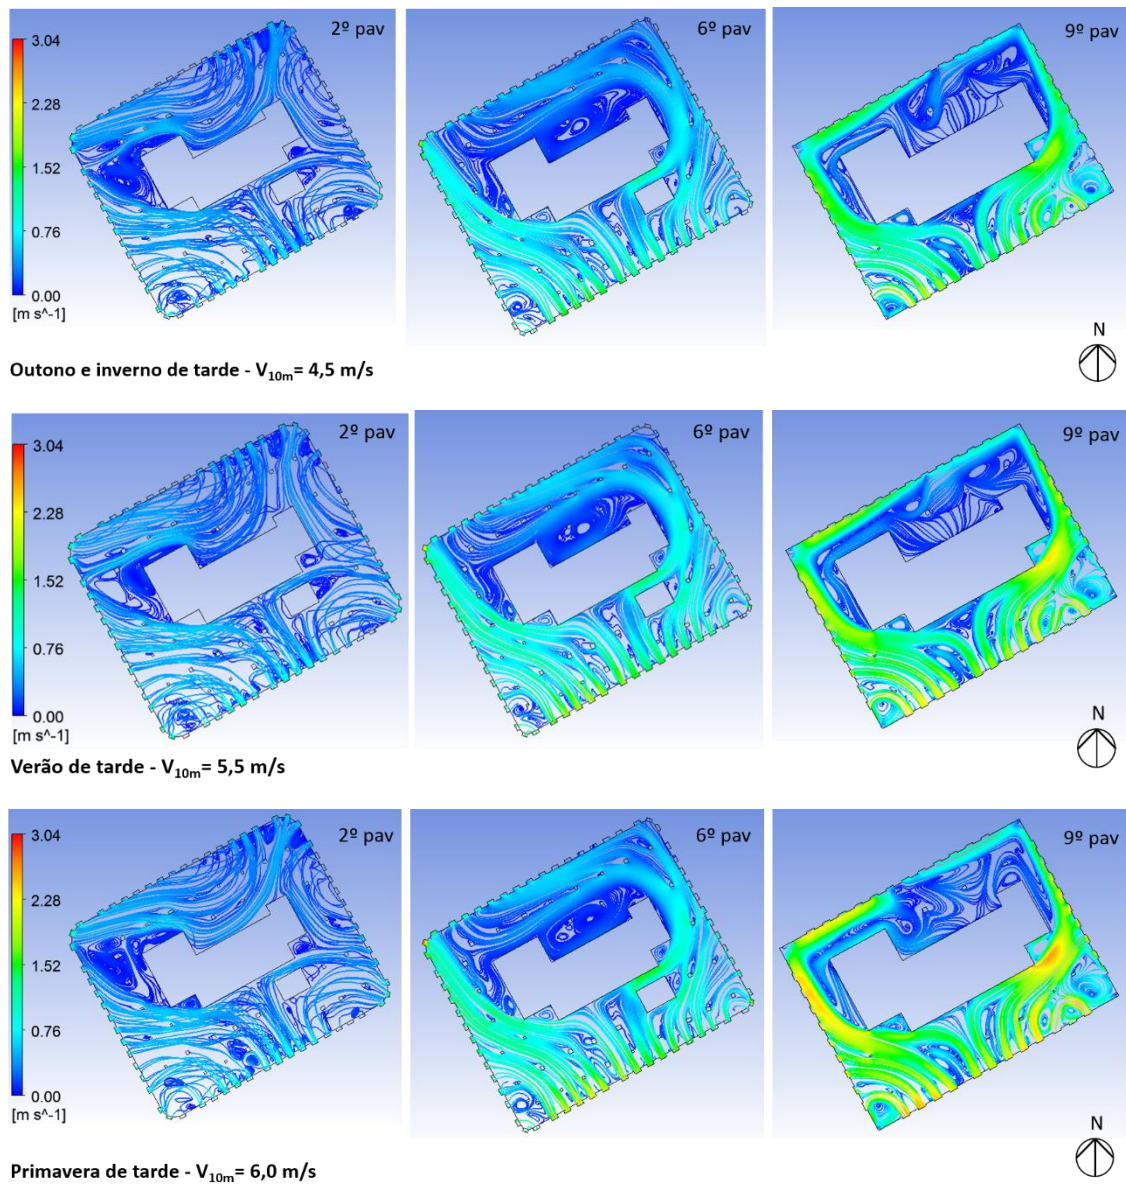 2º pav
6º pav
9º pav
3.04
2.28
1.52
0.76
0.00
[m s^-1]
N
Outono e inverno de tarde - V10m= 4,5 m/s
2º pav
6º pav
9º pav
3.04
2.28
1.52
0.76
0.00
[m s^-1]
N
Verão de tarde - V10m= 5,5 m/s
2º pav
6º pav
9º pav
3.04
2.28
1.52
0.76
0.00
[m s^-1]
N
Primavera de tarde - V10m= 6,0 m/s